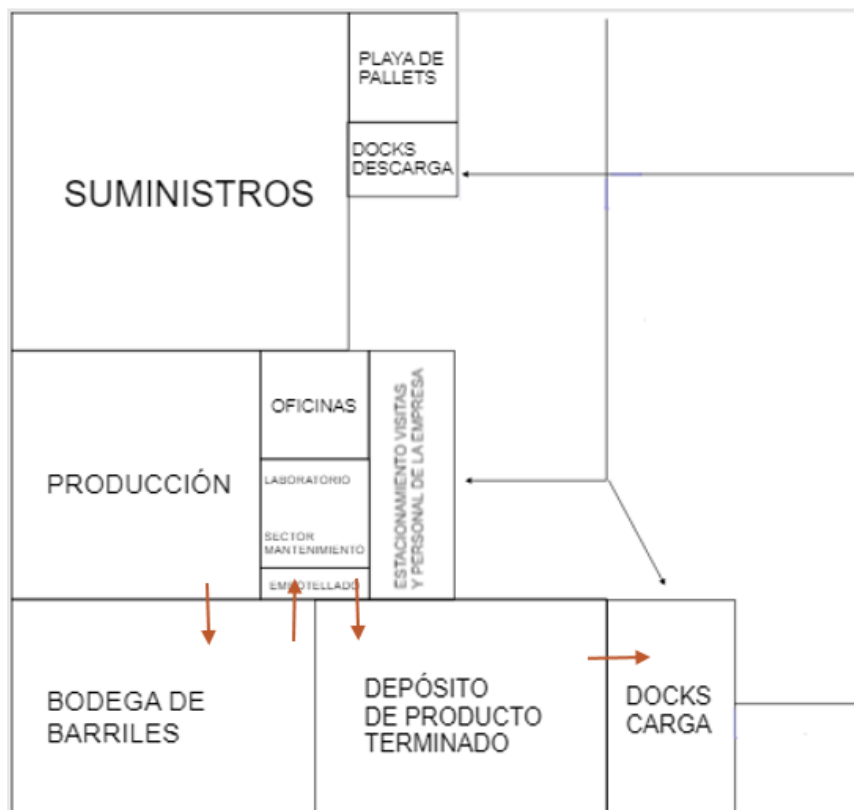 PLAYA DE
PALLETS
DOCKS
DESCARGA
SUMINISTROS
OFICINAS
PRODUCCIÓN
LABORATORIO
SECTOR
MANTENIMIENTO
EMBOTELLADO
ESTACIONAMIENTO VISITAS
Y PERSONAL DE LA EMPRESA
BODEGA DE
BARRILES
DEPÓSITO
DE PRODUCTO
TERMINADO
DOCKS
CARGA